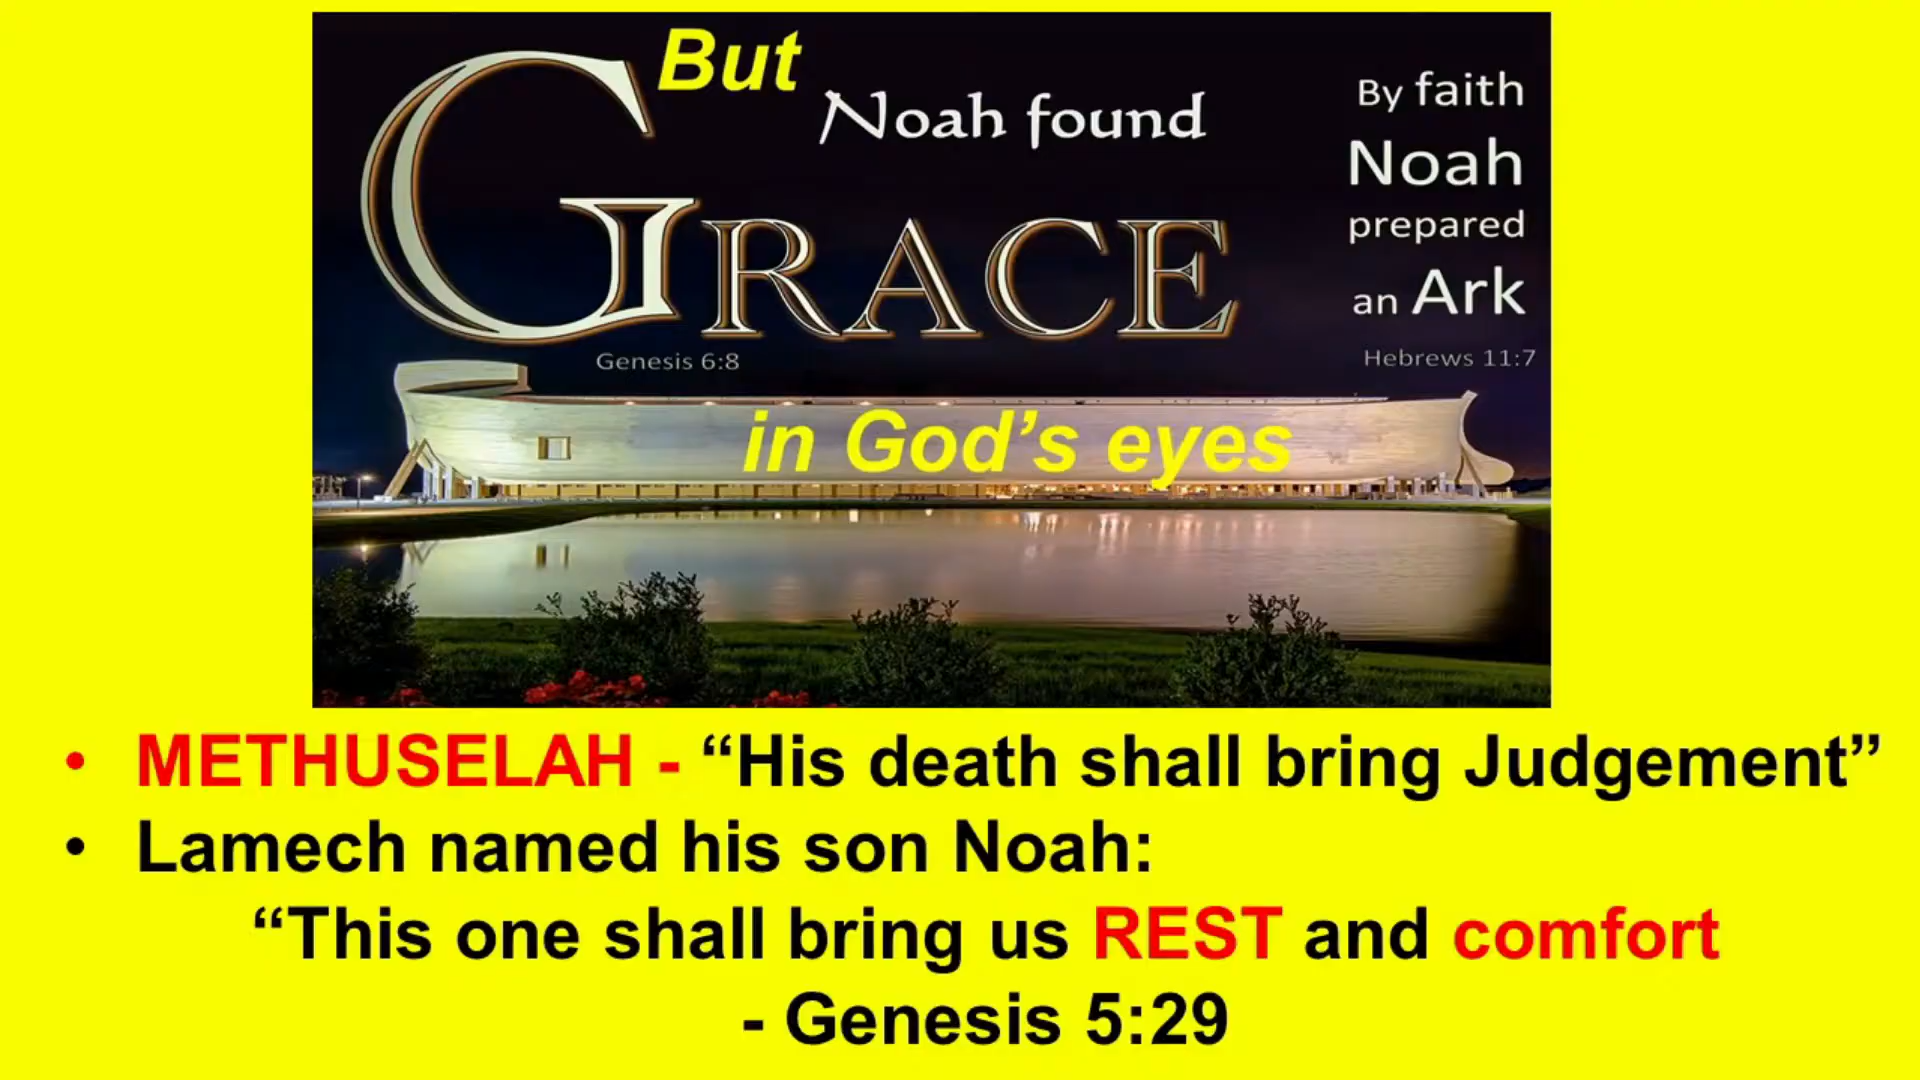 But
Noah found
GRACE
Genesis 6:8
By faith
Noah
prepared
an Ark
Hebrews 11:7
in God’s eyes
• METHUSELAH - “His death shall bring Judgement”
• Lamech named his son Noah:
“This one shall bring us REST and comfort
- Genesis 5:29